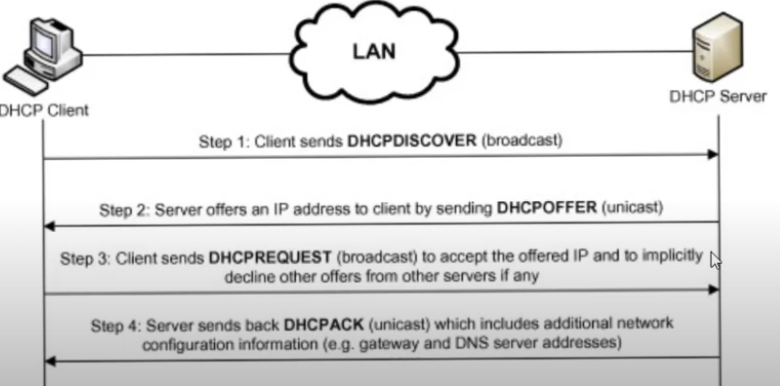 LAN
DHCP Client
DHCP Server
Step 1: Client sends DHCPDISCOVER (broadcast)
Step 2: Server offers an IP address to client by sending DHCPOFFER (unicast)
Step 3: Client sends DHCPREQUEST (broadcast) to accept the offered IP and to implicitly
decline other offers from other servers if any
Step 4: Server sends back DHCPACK (unicast) which includes additional network
configuration information (e.g. gateway and DNS server addresses)